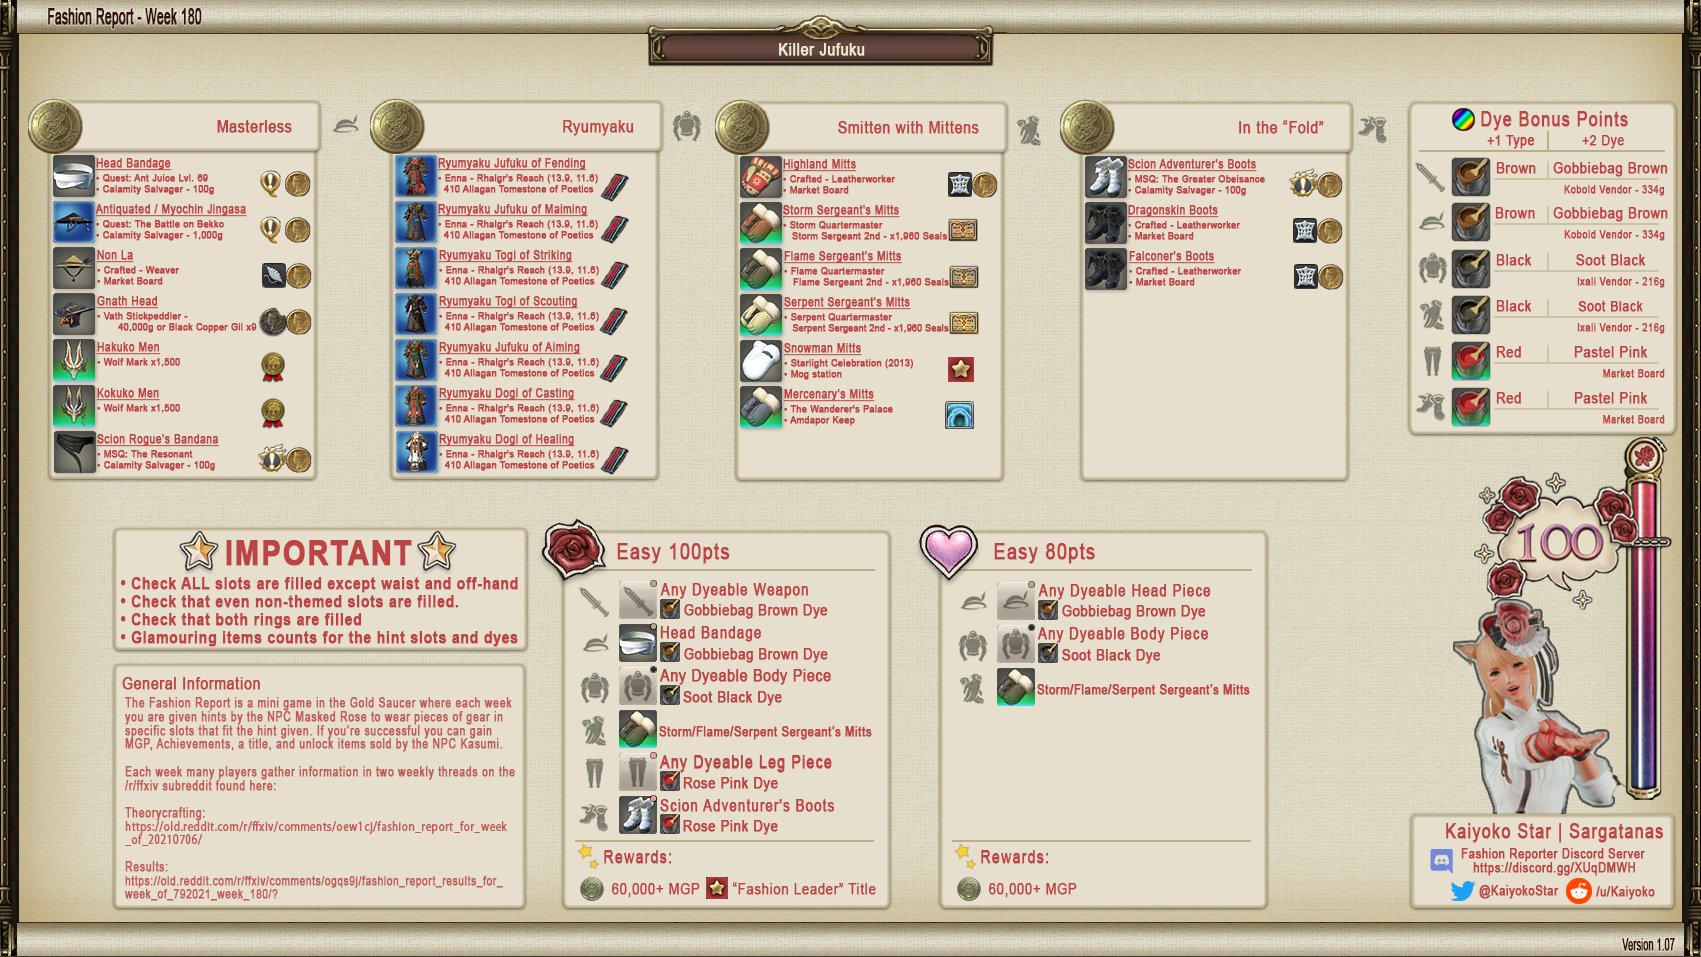 Fashion Report - Week 180
Killer Jufuku
Masterless
Head Bandage
• Quest: Ant Juice Lvl. 69
• Calamity Salvager - 100g
Antiquated / Myochin Jingasa
• Quest: The Battle on Bekko
• Calamity Salvager - 1,000g
Non La
• Crafted - Weaver
• Market Board
Gnath Head
• Vath Stickpeddler -
40,000g or Black Copper Gil x9
Hakuko Men
• Wolf Mark x1,500
Kokuko Men
• Wolf Mark x1,500
Scion Rogue's Bandana
• MSQ: The Resonant
• Calamity Salvager - 100g
Ryumyaku
Ryumyaku Jufuku of Fending
• Enna - Rhalgr's Reach (13.9, 11.6)
410 Allagan Tomestone of Poetics
Ryumyaku Jufuku of Maiming
• Enna - Rhalgr's Reach (13.9, 11.6)
410 Allagan Tomestone of Poetics
Ryumyaku Togi of Striking
• Enna - Rhalgr's Reach (13.9, 11.6)
410 Allagan Tomestone of Poetics
Ryumyaku Togi of Scouting
• Enna - Rhalgr's Reach (13.9, 11.6)
410 Allagan Tomestone of Poetics
Ryumyaku Jufuku of Aiming
• Enna - Rhalgr's Reach (13.9, 11.6)
410 Allagan Tomestone of Poetics
Ryumyaku Dogi of Casting
• Enna - Rhalgr's Reach (13.9, 11.6)
410 Allagan Tomestone of Poetics
Ryumyaku Dogi of Healing
• Enna - Rhalgr's Reach (13.9, 11.6)
410 Allagan Tomestone of Poetics
Smitten with Mittens
Highland Mitts
• Crafted - Leatherworker
• Market Board
Storm Sergeant's Mitts
• Storm Quartermaster
Storm Sergeant 2nd - x1,960 Seals
Flame Sergeant's Mitts
• Flame Quartermaster
Flame Sergeant 2nd - x1,960 Seals
Serpent Sergeant's Mitts
• Serpent Quartermaster
Serpent Sergeant 2nd - x1,960 Seals
Snowman Mitts
• Starlight Celebration (2013)
• Mog station
Mercenary's Mitts
• The Wanderer's Palace
• Amdapor Keep
In the “Fold”
Scion Adventurer's Boots
• MSQ: The Greater Obeisance
• Calamity Salvager - 100g
Dragonskin Boots
• Crafted - Leatherworker
• Market Board
Falconer's Boots
• Crafted - Leatherworker
• Market Board
Dye Bonus Points
+1 Type +2 Dye
Brown Gobbiebag Brown
Kobold Vendor - 334g
Brown Gobbiebag Brown
Kobold Vendor - 334g
Black Soot Black
Ixali Vendor - 216g
Black Soot Black
Ixali Vendor - 216g
Red Pastel Pink
Market Board
Red Pastel Pink
Market Board
IMPORTANT
• Check ALL slots are filled except waist and off-hand
• Check that even non-themed slots are filled.
• Check that both rings are filled
• Glamouring items counts for the hint slots and dyes
General Information
The Fashion Report is a mini game in the Gold Saucer where each week
you are given hints by the NPC Masked Rose to wear pieces of gear in
specific slots that fit the hint given. If you're successful you can gain
MGP, Achievements, a title, and unlock items sold by the NPC Kasumi.
Each week many players gather information in two weekly threads on the
/r/ffxiv subreddit found here:
Theorycrafting:
https://old.reddit.com/r/ffxiv/comments/oew1cj/fashion_report_for_week
_of_20210706/
Results:
https://old.reddit.com/r/ffxiv/comments/ogqs9j/fashion_report_results_for_
week_of_792021_week_180/?
Easy 100pts
Any Dyeable Weapon
Gobbiebag Brown Dye
Head Bandage
Gobbiebag Brown Dye
Any Dyeable Body Piece
Soot Black Dye
Storm/Flame/Serpent Sergeant's Mitts
Any Dyeable Leg Piece
Rose Pink Dye
Scion Adventurer's Boots
Rose Pink Dye
Rewards:
60,000+ MGP “Fashion Leader” Title
Easy 80pts
Any Dyeable Head Piece
Gobbiebag Brown Dye
Any Dyeable Body Piece
Soot Black Dye
Storm/Flame/Serpent Sergeant's Mitts
Rewards:
60,000+ MGP
100
Kaiyoko Star | Sargatanas
Fashion Reporter Discord Server
https://discord.gg/XUqDMWH
@KaiyokoStar /u/Kaiyoko
Version 1.07